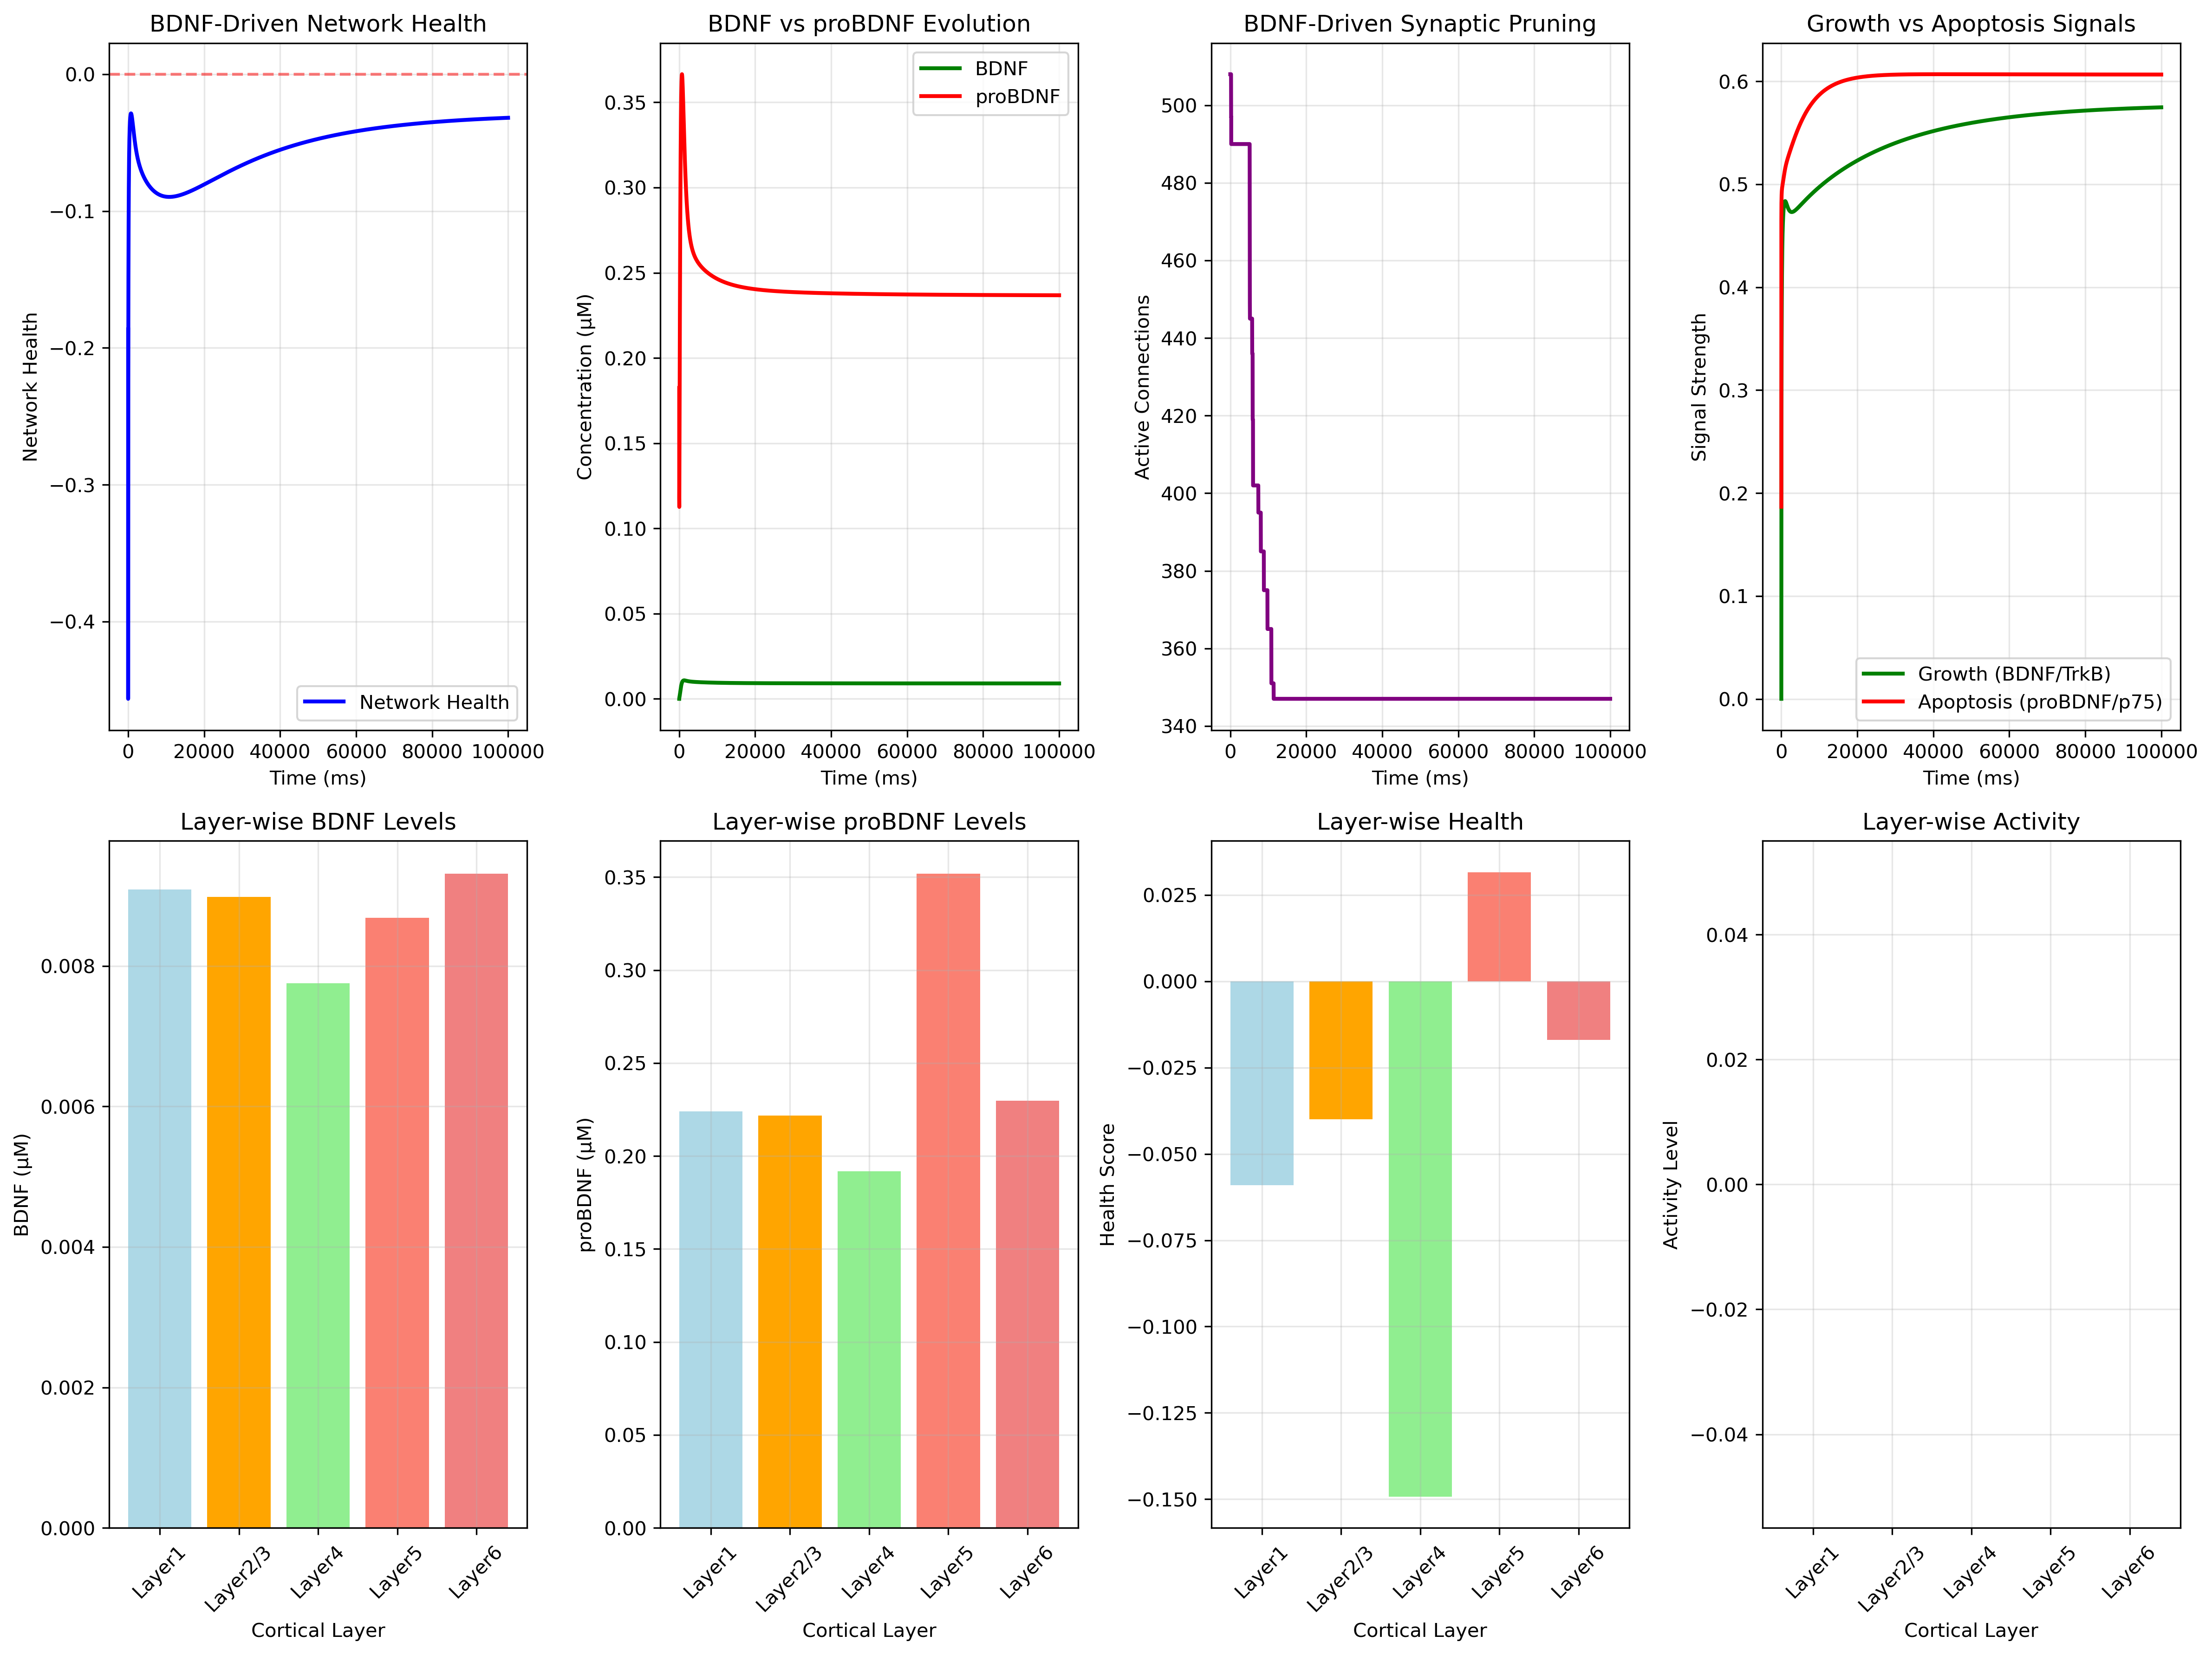 BDNF-Driven Network Health
0.0
−0.1
−0.2
−0.3
−0.4
Network Health
Network Health
0 20000 40000 60000 80000 100000
Time (ms)
BDNF vs proBDNF Evolution
BDNF
proBDNF
0.35
0.30
0.25
0.20
0.15
0.10
0.05
0.00
Concentration (μM)
0 20000 40000 60000 80000 100000
Time (ms)
BDNF-Driven Synaptic Pruning
500
480
460
440
420
400
380
360
340
Active Connections
0 20000 40000 60000 80000 100000
Time (ms)
Growth vs Apoptosis Signals
0.6
0.5
0.4
0.3
0.2
0.1
0.0
Signal Strength
Growth (BDNF/TrkB)
Apoptosis (proBDNF/p75)
0 20000 40000 60000 80000 100000
Time (ms)
Layer-wise BDNF Levels
0.008
0.006
0.004
0.002
0.000
BDNF (μM)
Layer1 Layer2/3 Layer4 Layer5 Layer6
Cortical Layer
Layer-wise proBDNF Levels
0.35
0.30
0.25
0.20
0.15
0.10
0.05
0.00
proBDNF (μM)
Layer1 Layer2/3 Layer4 Layer5 Layer6
Cortical Layer
Layer-wise Health
0.025
0.000
−0.025
−0.050
−0.075
−0.100
−0.125
−0.150
Health Score
Layer1 Layer2/3 Layer4 Layer5 Layer6
Cortical Layer
Layer-wise Activity
0.04
0.02
0.00
−0.02
−0.04
Activity Level
Layer1 Layer2/3 Layer4 Layer5 Layer6
Cortical Layer